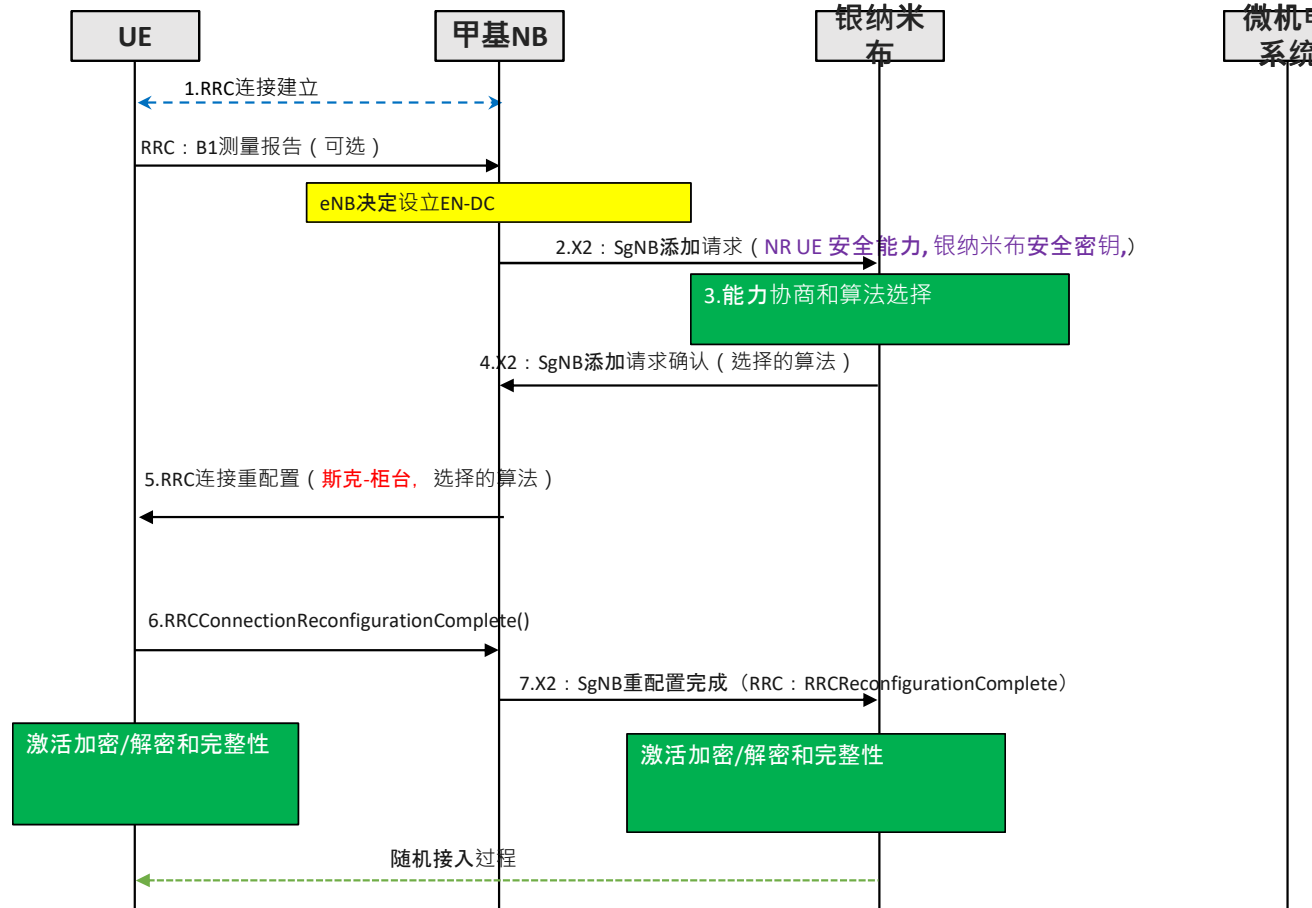 UE
甲基NB
银纳米
布
微机
系统
1.RRC连接建立
RRC：B1测量报告（可选）
eNB决定设立EN-DC
2.X2：SgNB添加请求（NR UE 安全能力, 银纳米布安全密钥,）
3.能力协商和算法选择
4.X2：SgNB添加请求确认（选择的算法）
5.RRC连接重配置（斯克-柜台，选择的算法）
6.RRCConnectionReconfigurationComplete()
7.X2：SgNB重配置完成（RRC：RRCReconfigurationComplete）
激活加密/解密和完整性
激活加密/解密和完整性
随机接入过程